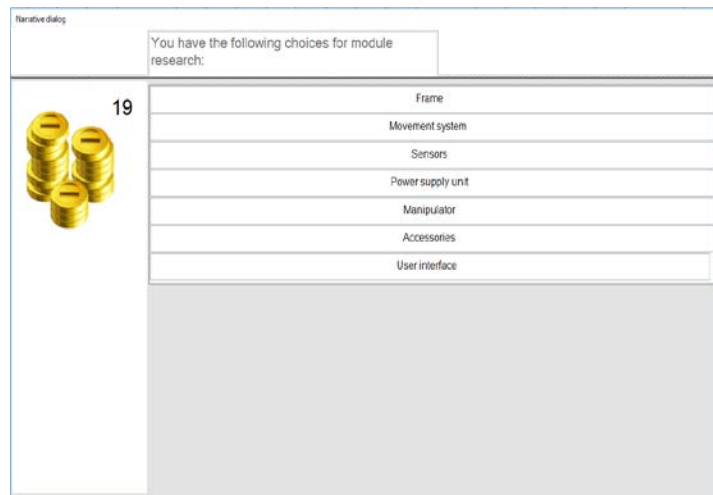 Narrative dialog
You have the following choices for module
research:
19
Frame
Movement system
Sensors
Power supply unit
Manipulator
Accessories
User interface